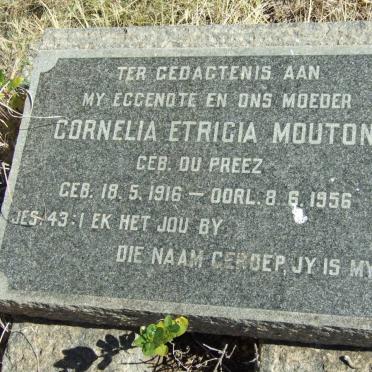 TER GEDAGTENIS AAN
MY EGGENOTE EN ONS MOEDER
CORNELIA ETRICIA MOUTON
GEB. DU PREEZ
GEB. 18.5.1916 — OORL. 8.6.1956
JES. 43:1 EK HET JOU BY
DIE NAAM GEROEP, JY IS MY